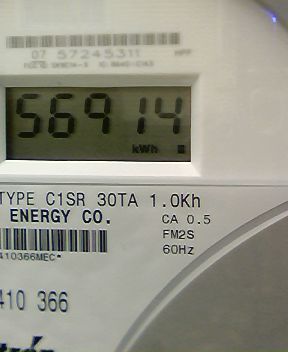 07 57245311
56914
kWh
TYPE C1SR 30TA 1.0Kh
ENERGY CO.
CA 0.5
FM2S
60Hz
410366MEC*
410 366